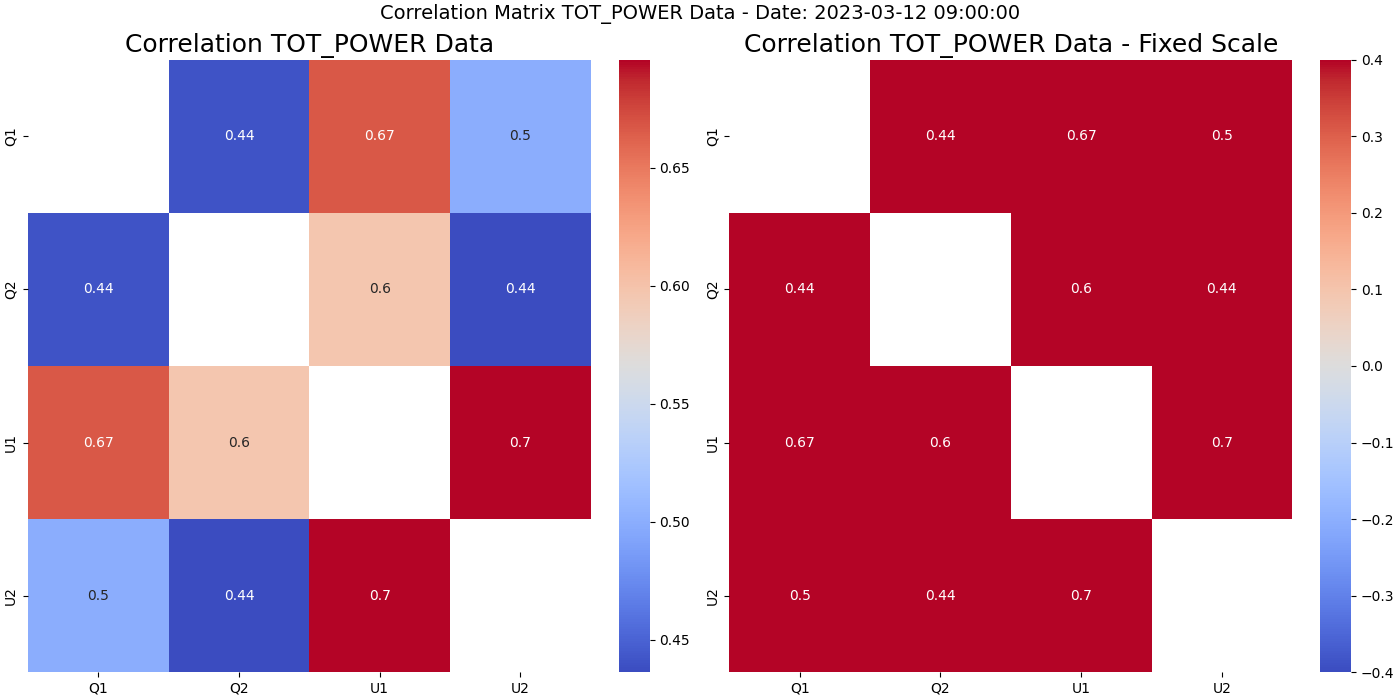 Correlation Matrix TOT_POWER Data - Date: 2023-03-12 09:00:00
Correlation TOT_POWER Data
Q1
0.44
0.67
0.5
Q2
0.44
0.6
0.44
U1
0.67
0.6
0.7
U2
0.5
0.44
0.7
Q1
Q2
U1
U2
0.65
0.60
0.55
0.50
0.45
Correlation TOT_POWER Data - Fixed Scale
Q1
0.44
0.67
0.5
Q2
0.44
0.6
0.44
U1
0.67
0.6
0.7
U2
0.5
0.44
0.7
Q1
Q2
U1
U2
0.4
0.3
0.2
0.1
0.0
−0.1
−0.2
−0.3
−0.4